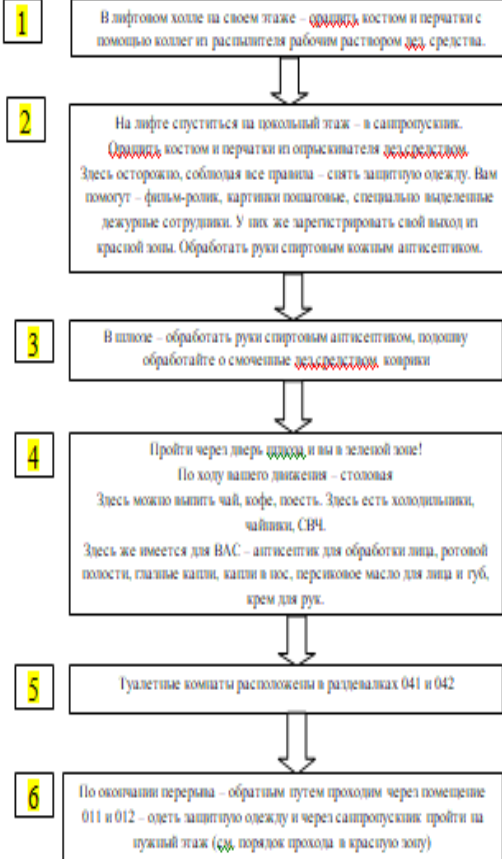 1
В лифтовом холле на своем этаже – орашить костюм и перчатки с
помощью коллег из распылителя рабочим раствором дез. средства.
2
На лифте спуститься на цокольный этаж – в санпропускник.
Орашить костюм и перчатки из опрыскивателя дез.средством.
Здесь осторожно, соблюдая все правила – снять защитную одежду. Вам
помогут – фильм-ролик, картинки пошаговые, специально выделенные
дежурные сотрудники. У них же зарегистрировать свой выход из
красной зоны. Обработать руки спиртовым кожным антисептиком.
3
В шлюзе – обработать руки спиртовым антисептиком, подошву
обработайте о смоченные дез.средством коврики
4
Пройти через дверь шлюза и вы в зеленой зоне!
По ходу вашего движения – столовая
Здесь можно выпить чай, кофе, поесть. Здесь есть холодильники,
чайники, СВЧ.
Здесь же имеется для ВАС – антисептик для обработки лица, ротовой
полости, глазные капли, капли в нос, персиковое масло для лица и губ,
крем для рук.
5
Туалетные комнаты расположены в раздевалках 041 и 042
6
По окончании перерыва – обратным путем проходим через помещение
011 и 012 – одеть защитную одежду и через санпропускник пройти на
нужный этаж (см. порядок прохода в красную зону)